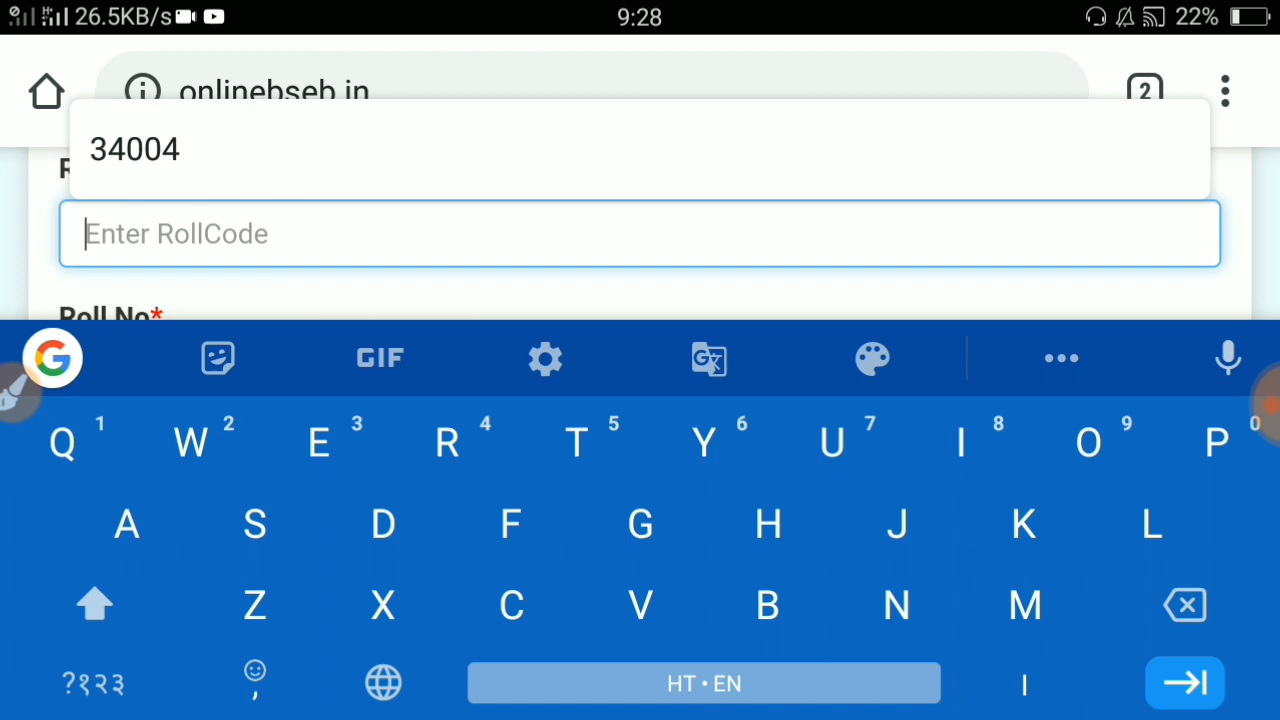 26.5KB/s 9:28 22%
onlinebseb.in 2
34004
Enter RollCode
Roll No*
GIF
Q 1 W 2 E 3 R 4 T 5 Y 6 U 7 I 8 O 9 P 0
A S D F G H J K L
Z X C V B N M
?१२३ , HT • EN ।